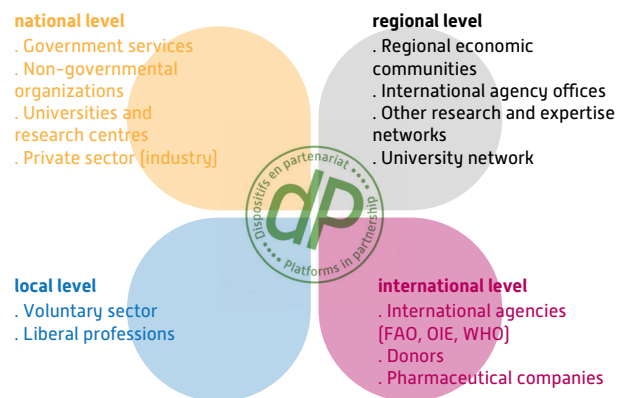 national level
. Government services
. Non-governmental
organizations
. Universities and
research centres
. Private sector (industry)
regional level
. Regional economic
communities
. International agency offices
. Other research and expertise
networks
. University network
Dispositifs en partenariat
dP
Platforms in partnership
local level
. Voluntary sector
. Liberal professions
international level
. International agencies
(FAO, OIE, WHO)
. Donors
. Pharmaceutical companies